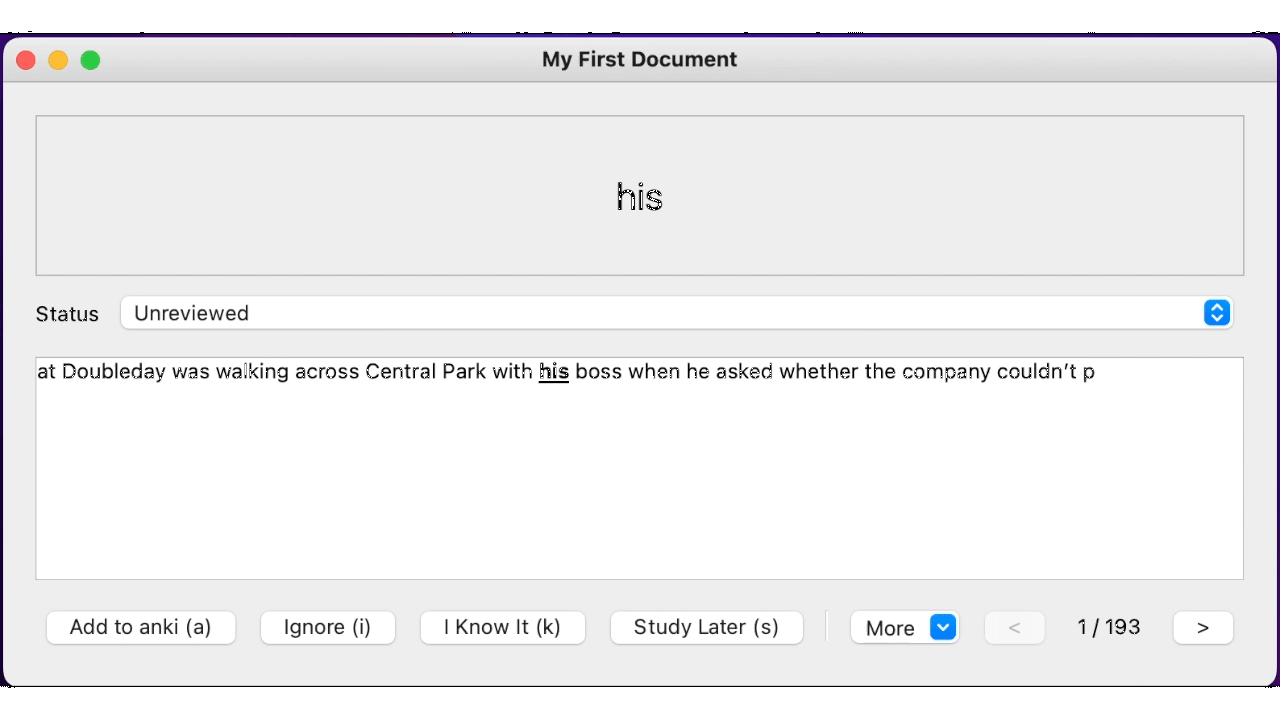 My First Document
his
Status Unreviewed
at Doubleday was walking across Central Park with his boss when he asked whether the company couldn’t p
Add to anki (a) Ignore (i) I Know It (k) Study Later (s) More < 1 / 193 >